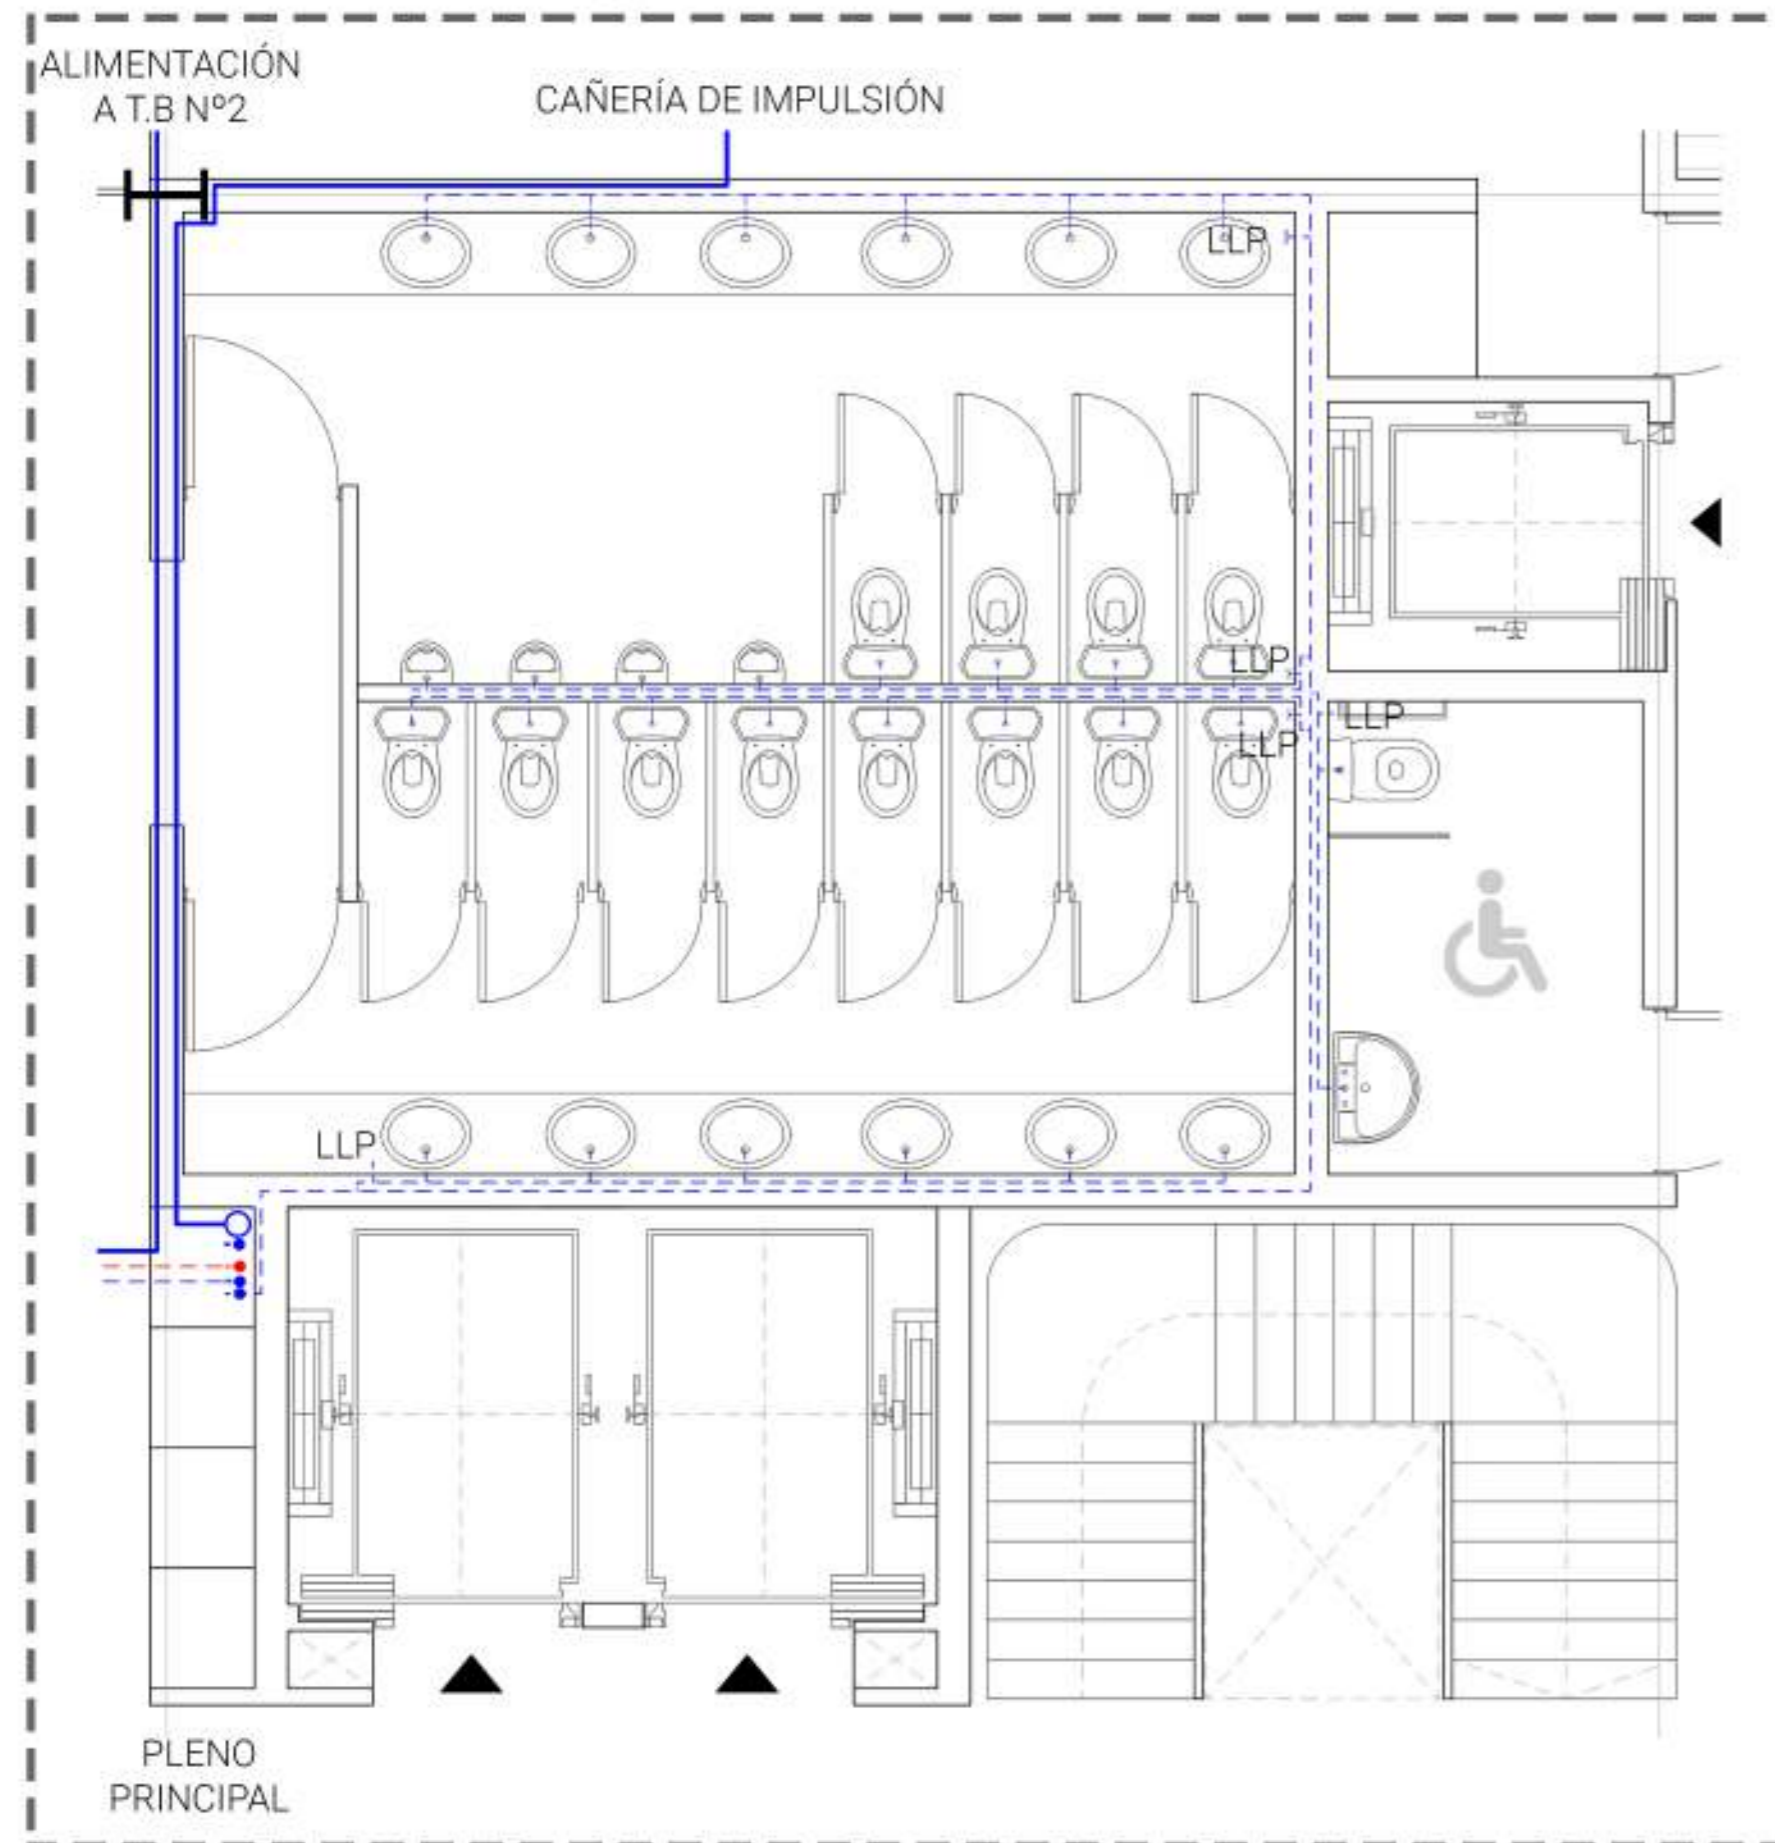 ALIMENTACIÓN
A T.B Nº2
CAÑERÍA DE IMPULSIÓN
LLP
LLP
LLP
LLP
LLP
PLENO
PRINCIPAL